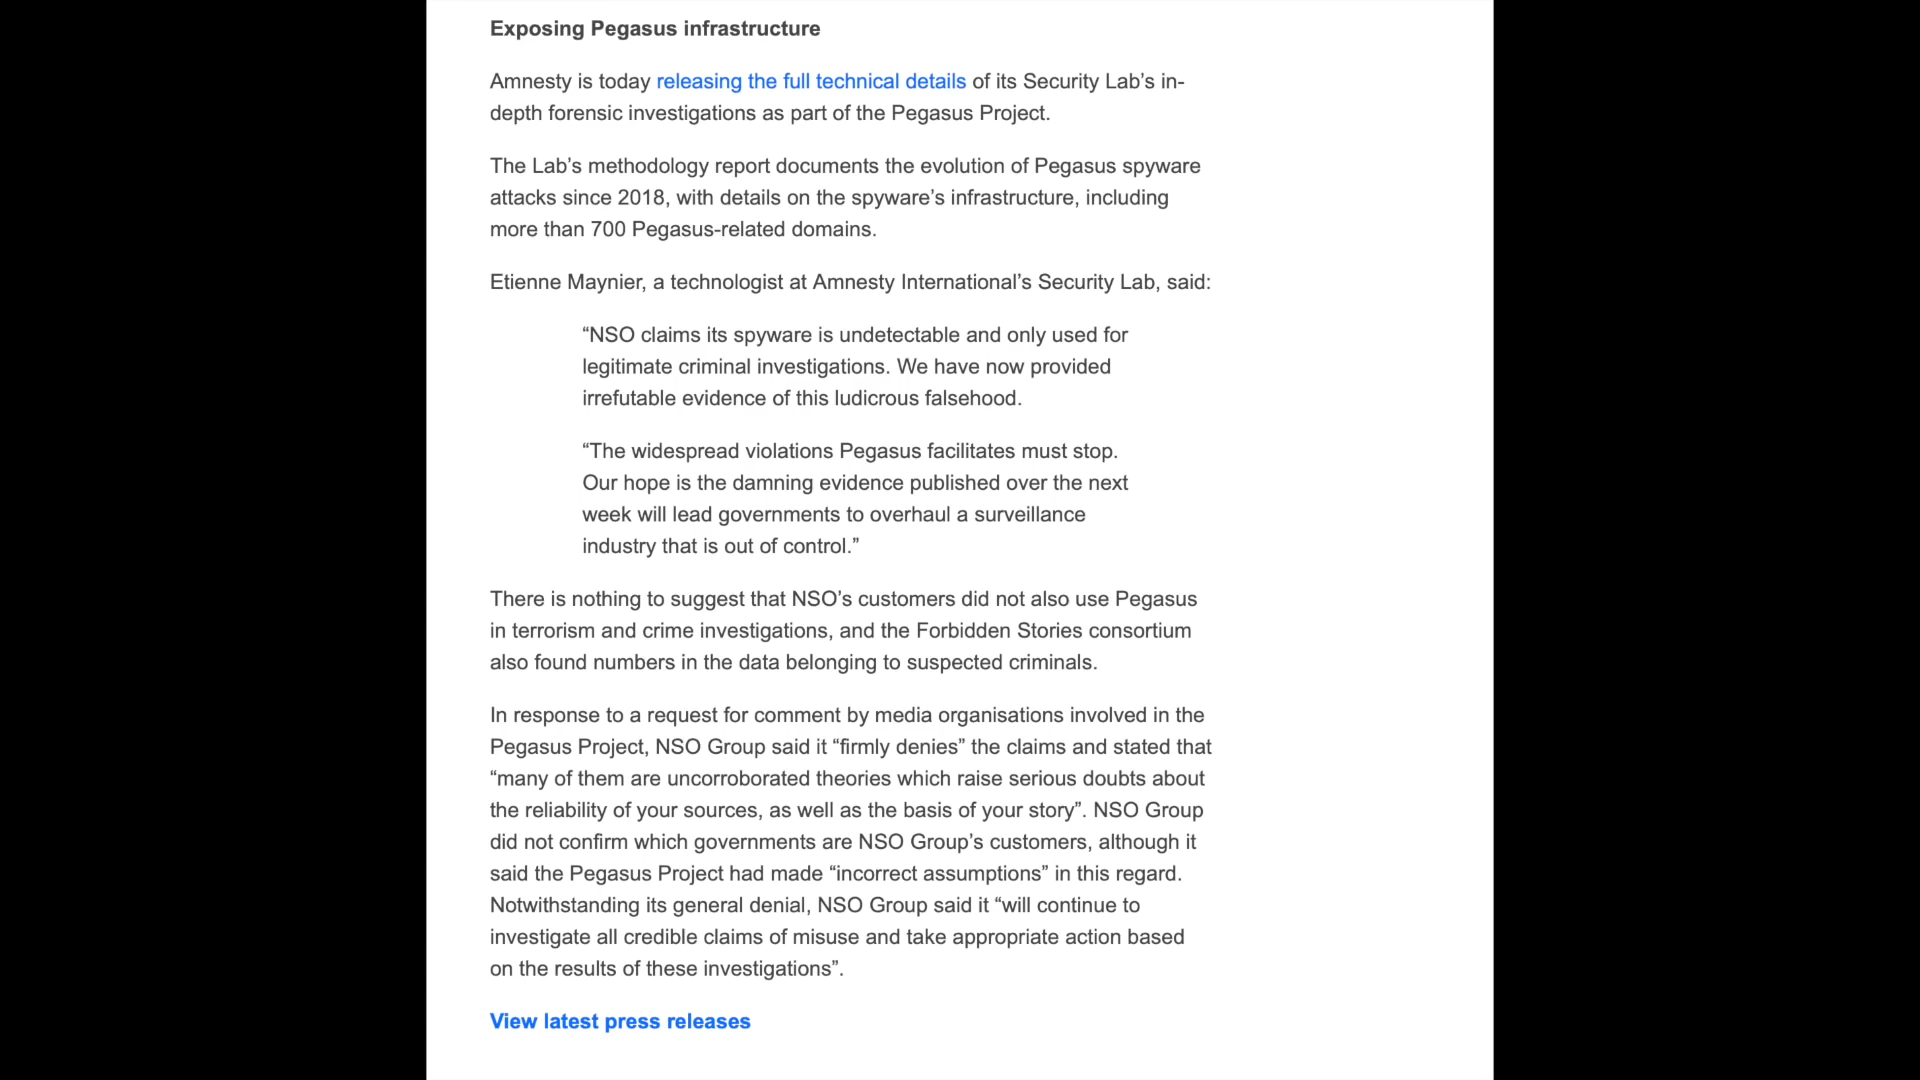 Exposing Pegasus infrastructure
Amnesty is today releasing the full technical details of its Security Lab’s in-
depth forensic investigations as part of the Pegasus Project.
The Lab’s methodology report documents the evolution of Pegasus spyware
attacks since 2018, with details on the spyware’s infrastructure, including
more than 700 Pegasus-related domains.
Etienne Maynier, a technologist at Amnesty International’s Security Lab, said:
“NSO claims its spyware is undetectable and only used for
legitimate criminal investigations. We have now provided
irrefutable evidence of this ludicrous falsehood.
“The widespread violations Pegasus facilitates must stop.
Our hope is the damning evidence published over the next
week will lead governments to overhaul a surveillance
industry that is out of control.”
There is nothing to suggest that NSO’s customers did not also use Pegasus
in terrorism and crime investigations, and the Forbidden Stories consortium
also found numbers in the data belonging to suspected criminals.
In response to a request for comment by media organisations involved in the
Pegasus Project, NSO Group said it “firmly denies” the claims and stated that
“many of them are uncorroborated theories which raise serious doubts about
the reliability of your sources, as well as the basis of your story”. NSO Group
did not confirm which governments are NSO Group’s customers, although it
said the Pegasus Project had made “incorrect assumptions” in this regard.
Notwithstanding its general denial, NSO Group said it “will continue to
investigate all credible claims of misuse and take appropriate action based
on the results of these investigations”.
View latest press releases